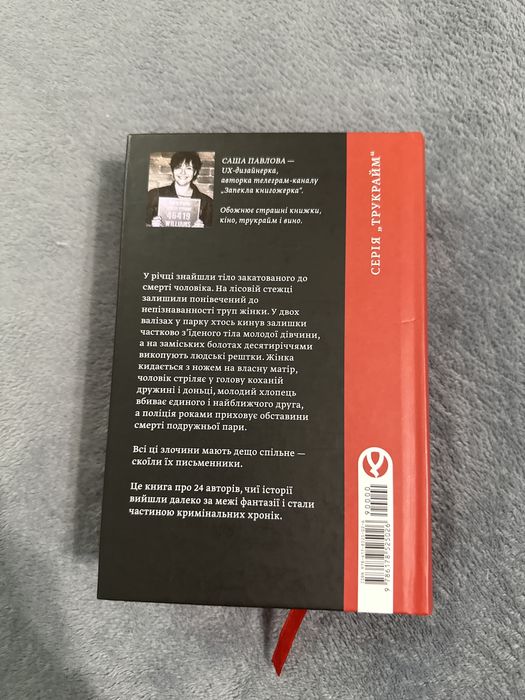 САША ПАВЛОВА —
UX-дизайнерка,
авторка телеграм-каналу
„Запекла книгожерка“.
Обожнює страшні книжки,
кіно, трукрайм і вино.
46419
WILLIAMS
У річці знайшли тіло закатованого до
смерті чоловіка. На лісовій стежці
залишили понівечений до
непізнаваності труп жінки. У двох
валізах у парку хтось кинув залишки
частково з’їденого тіла молодої дівчини,
а на заміських болотах десятиріччями
викопують людські рештки. Жінка
кидається з ножем на власну матір,
чоловік стріляє у голову коханій
дружині і доньці, молодий хлопець
вбиває єдиного і найближчого друга,
а поліція роками приховує обставини
смерті подружньої пари.
Всі ці злочини мають дещо спільне —
скоїли їх письменники.
Це книга про 24 авторів, чиї історії
вийшли далеко за межі фантазії і стали
частиною кримінальних хронік.
СЕРІЯ „ТРУКРАЙМ“
90000
9 786178 525026